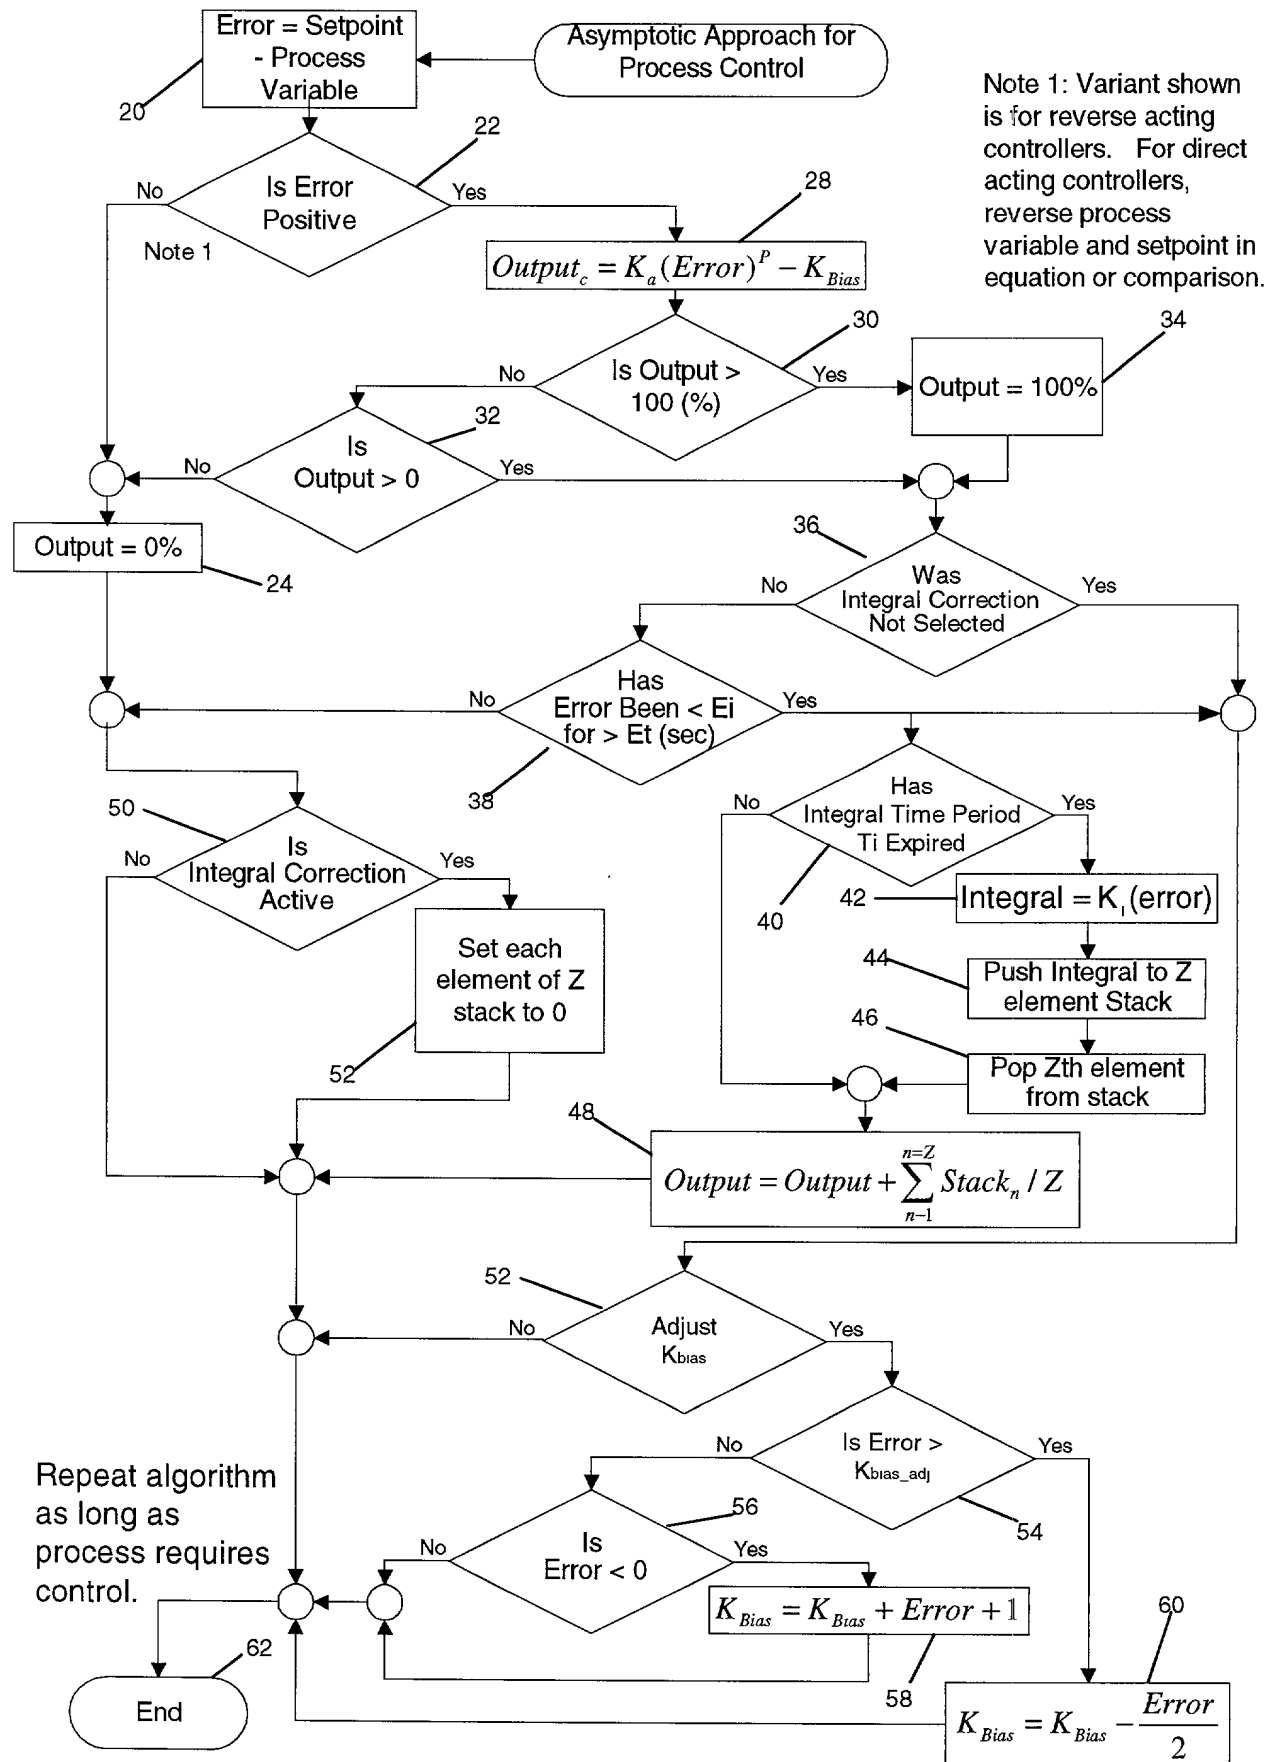 Error = Setpoint
- Process
Variable
20
Asymptotic Approach for
Process Control
Note 1: Variant shown
is for reverse acting
controllers. For direct
acting controllers,
reverse process
variable and setpoint in
equation or comparison.
22
No
Is Error
Positive
Yes
Note 1
28
Output_c = K_a (Error)^P − K_Bias
30
No
Is Output >
100 (%)
Yes
34
Output = 100%
32
No
Is
Output > 0
Yes
Output = 0%
24
36
No
Was
Integral Correction
Not Selected
Yes
No
Has
Error Been < Ei
for > Et (sec)
Yes
38
No
Has
Integral Time Period
Ti Expired
Yes
40
50
No
Is
Integral Correction
Active
Yes
42
Integral = K_I (error)
Set each
element of Z
stack to 0
52
44
Push Integral to Z
element Stack
46
Pop Zth element
from stack
48
Output = Output + ∑_{n-1}^{n=Z} Stack_n / Z
52
No
Adjust
Kbias
Yes
No
Is Error >
Kbias_adj
Yes
54
Repeat algorithm
as long as
process requires
control.
56
No
Is
Error < 0
Yes
K_Bias = K_Bias + Error + 1
58
60
K_Bias = K_Bias − Error/2
62
End